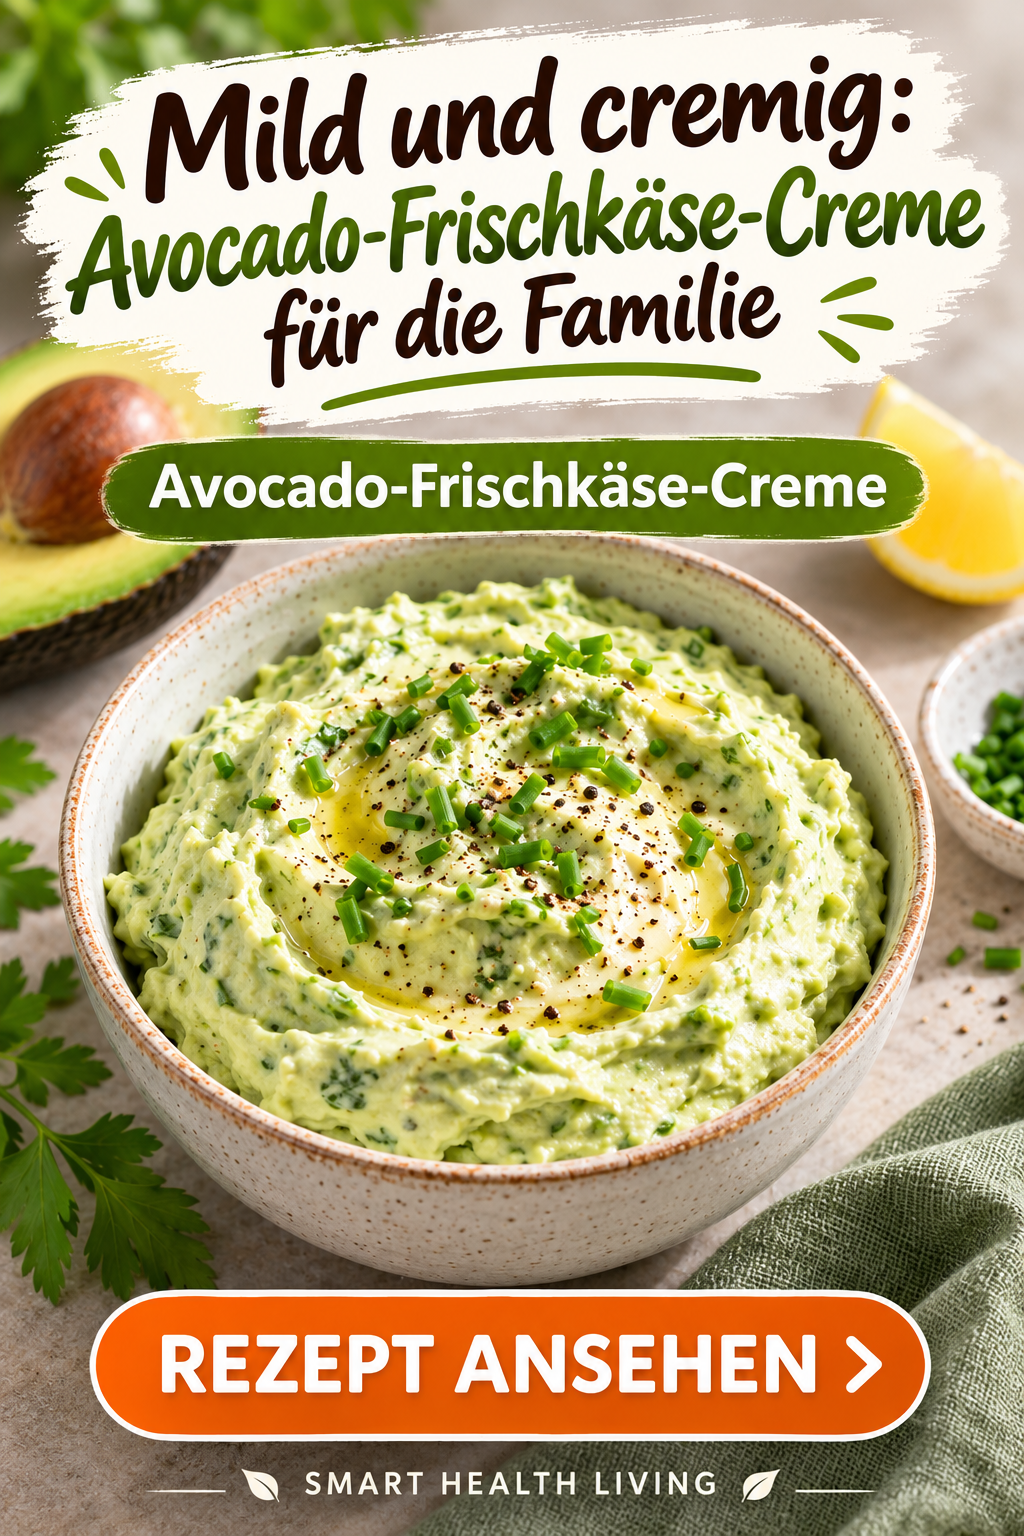 Mild und cremig:
Avocado-Frischkäse-Creme
für die Familie
Avocado-Frischkäse-Creme
REZEPT ANSEHEN
SMART HEALTH LIVING